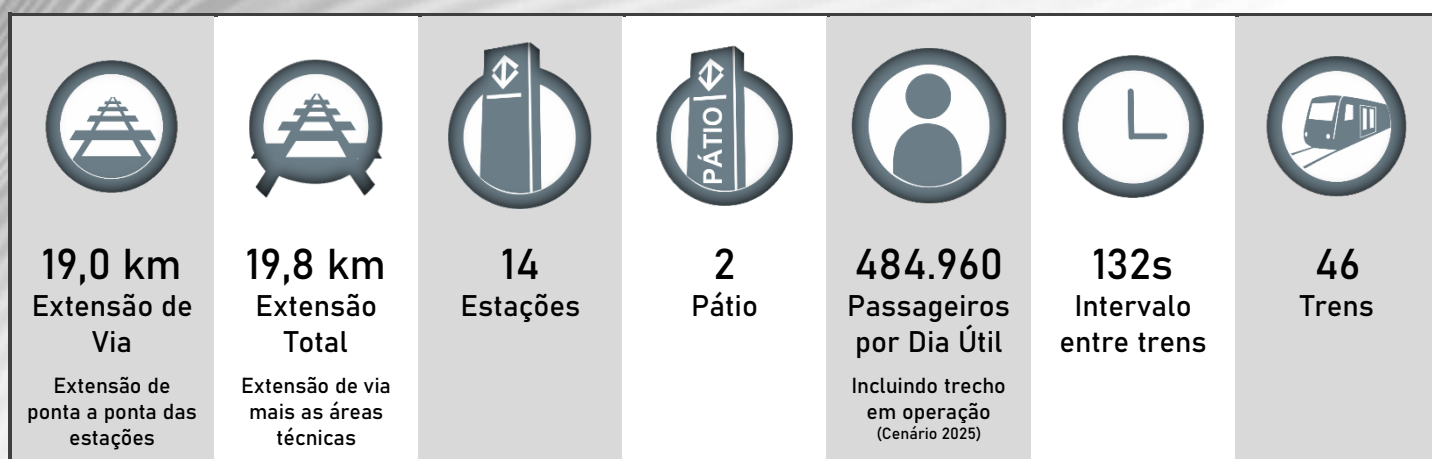 PÁTIO
19,0 km
Extensão de
Via
Extensão de
ponta a ponta das
estações
19,8 km
Extensão
Total
Extensão de via
mais as áreas
técnicas
14
Estações
2
Pátio
484.960
Passageiros
por Dia Útil
Incluindo trecho
em operação
(Cenário 2025)
132s
Intervalo
entre trens
46
Trens